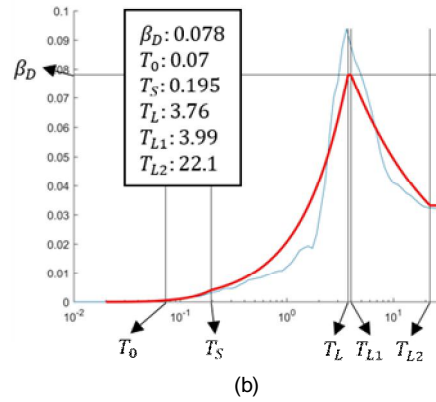 0.1
0.09
0.08
β_D
0.07
0.06
0.05
0.04
0.03
0.02
0.01
0
β_D: 0.078
T_0: 0.07
T_S: 0.195
T_L: 3.76
T_L1: 3.99
T_L2: 22.1
10^-2 10^-1 10^0 10^1
T_0 T_S T_L T_L1 T_L2
(b)